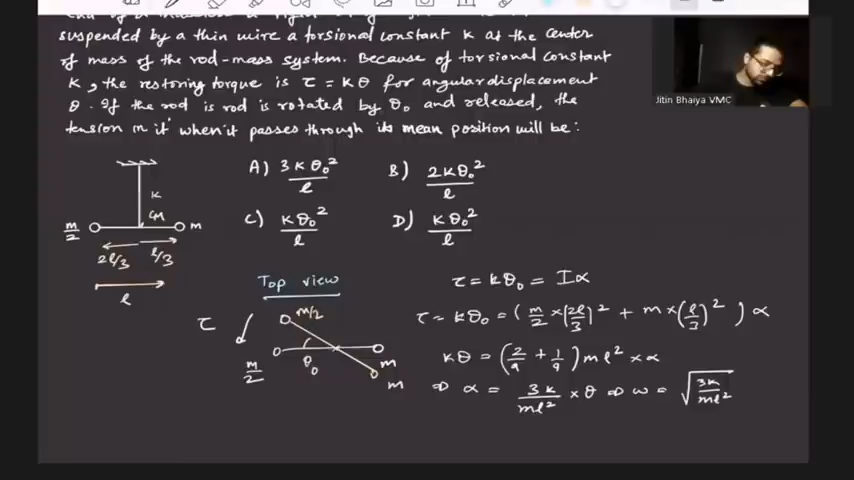 suspended by a thin wire a torsional constant k at the center
of mass of the rod-mass system. Because of torsional constant
k, the restoring torque is τ = kθ for angular displacement
θ. If the rod is rod is rotated by θ₀ and released, the
tension in it when it passes through its mean position will be:
Jitin Bhaiya VMC
A) 3kθ₀²/l B) 2kθ₀²/l
C) kθ₀²/l D) kθ₀²/l
k
CM
m/2 m
2l/3 l/3
l
Top view
τ m/2
θ₀
m/2 m
m
τ = kθ₀ = Iα
τ = kθ₀ = (m/2 × (2l/3)² + m × (l/3)²) α
kθ = (2/9 + 1/9) ml² × α
⇒ α = 3k/ml² × θ ⇒ ω = √(3k/ml²)